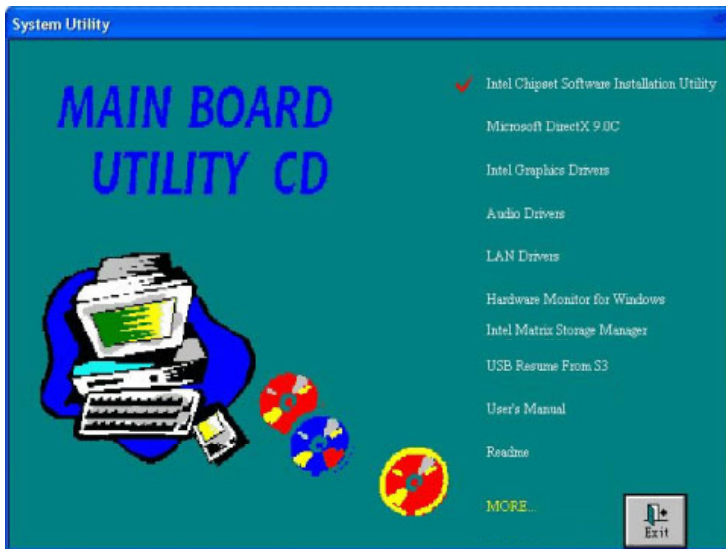 System Utility
MAIN BOARD
UTILITY CD
Intel Chipset Software Installation Utility
Microsoft DirectX 9.0C
Intel Graphics Drivers
Audio Drivers
LAN Drivers
Hardware Monitor for Windows
Intel Matrix Storage Manager
USB Resume From S3
User's Manual
Readme
MORE...
Exit